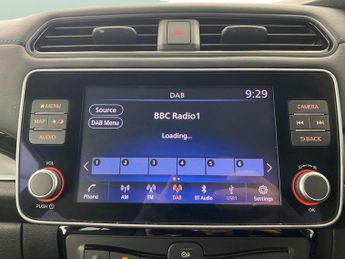 DAB 9:29
MENU
CAMERA
Source
MAP
DAB Menu
BBC Radio1
BACK
AUDIO
Loading...
VOL
1 2 3 4 5 6
Phone AM FM DAB BT Audio USB1 Settings
PUSH
OK